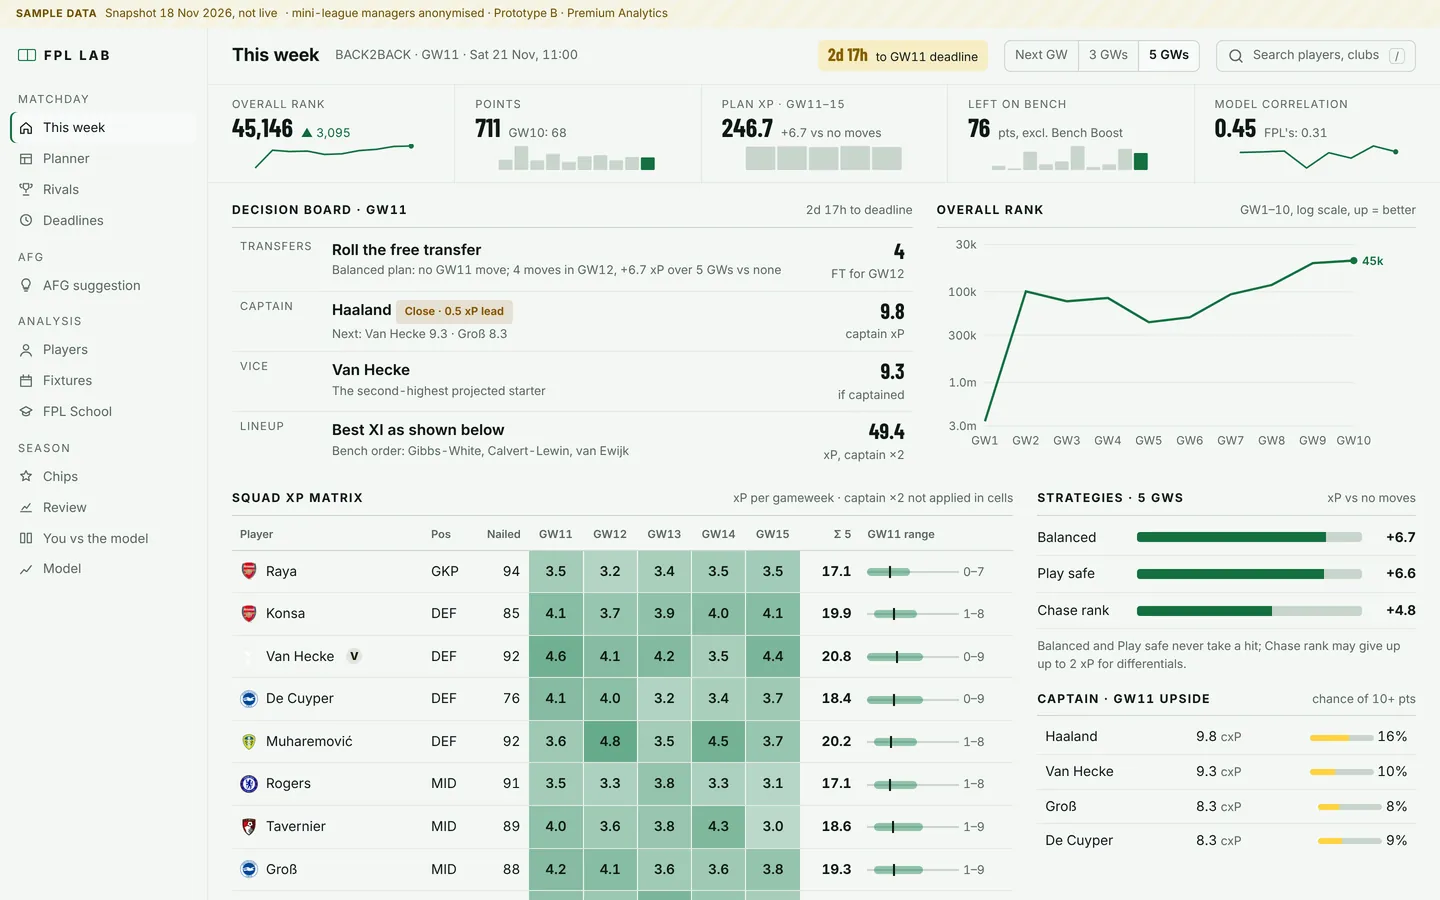 SAMPLE DATA Snapshot 18 Nov 2026, not live · mini-league managers anonymised · Prototype B · Premium Analytics
FPL LAB
MATCHDAY
This week
Planner
Rivals
Deadlines
AFG
AFG suggestion
ANALYSIS
Players
Fixtures
FPL School
SEASON
Chips
Review
You vs the model
Model
This week BACK2BACK · GW11 · Sat 21 Nov, 11:00
2d 17h to GW11 deadline
Next GW 3 GWs 5 GWs
Search players, clubs /
OVERALL RANK
45,146 ▲ 3,095
POINTS
711 GW10: 68
PLAN XP · GW11–15
246.7 +6.7 vs no moves
LEFT ON BENCH
76 pts, excl. Bench Boost
MODEL CORRELATION
0.45 FPL's: 0.31
DECISION BOARD · GW11 2d 17h to deadline
TRANSFERS Roll the free transfer 4
Balanced plan: no GW11 move; 4 moves in GW12, +6.7 xP over 5 GWs vs none FT for GW12
CAPTAIN Haaland Close · 0.5 xP lead 9.8
Next: Van Hecke 9.3 · Groß 8.3 captain xP
VICE Van Hecke 9.3
The second-highest projected starter if captained
LINEUP Best XI as shown below 49.4
Bench order: Gibbs-White, Calvert-Lewin, van Ewijk xP, captain ×2
OVERALL RANK GW1–10, log scale, up = better
30k
45k
100k
300k
1.0m
3.0m
GW1 GW2 GW3 GW4 GW5 GW6 GW7 GW8 GW9 GW10
SQUAD XP MATRIX xP per gameweek · captain ×2 not applied in cells
Player Pos Nailed GW11 GW12 GW13 GW14 GW15 Σ 5 GW11 range
Raya GKP 94 3.5 3.2 3.4 3.5 3.5 17.1 0–7
Konsa DEF 85 4.1 3.7 3.9 4.0 4.1 19.9 1–8
Van Hecke V DEF 92 4.6 4.1 4.2 3.5 4.4 20.8 0–9
De Cuyper DEF 76 4.1 4.0 3.2 3.4 3.7 18.4 0–9
Muharemović DEF 92 3.6 4.8 3.5 4.5 3.7 20.2 1–8
Rogers MID 91 3.5 3.3 3.8 3.3 3.1 17.1 1–8
Tavernier MID 89 4.0 3.6 3.8 4.3 3.0 18.6 1–9
Groß MID 88 4.2 4.1 3.6 3.6 3.8 19.3 1–9
STRATEGIES · 5 GWS xP vs no moves
Balanced +6.7
Play safe +6.6
Chase rank +4.8
Balanced and Play safe never take a hit; Chase rank may give up
up to 2 xP for differentials.
CAPTAIN · GW11 UPSIDE chance of 10+ pts
Haaland 9.8 cxP 16%
Van Hecke 9.3 cxP 10%
Groß 8.3 cxP 8%
De Cuyper 8.3 cxP 9%